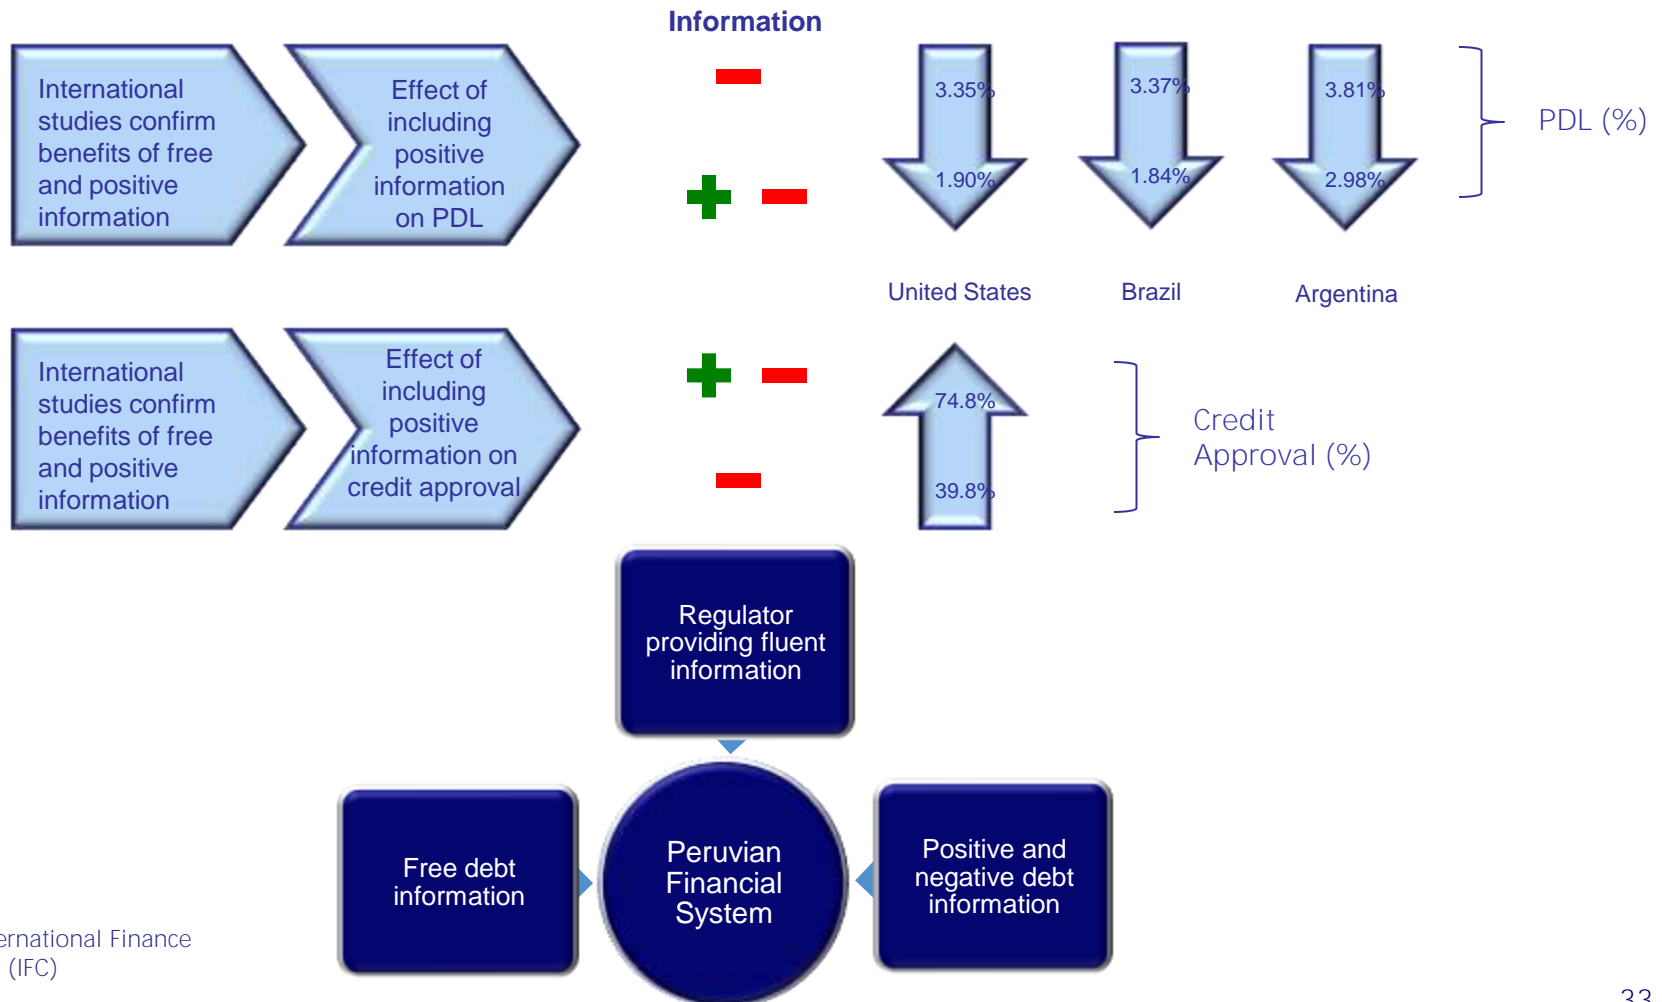 Information
International
studies confirm
benefits of free
and positive
information
Effect of
including
positive
information
on PDL
3.35%
3.37%
3.81%
1.90%
1.84%
2.98%
PDL (%)
United States
Brazil
Argentina
International
studies confirm
benefits of free
and positive
information
Effect of
including
positive
information on
credit approval
74.8%
39.8%
Credit
Approval (%)
Regulator
providing fluent
information
Free debt
information
Peruvian
Financial
System
Positive and
negative debt
information
ernational Finance
(IFC)
33